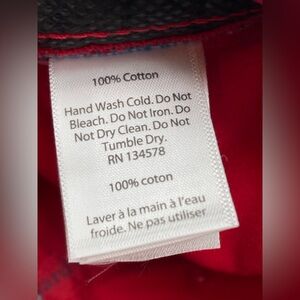 100% Cotton
Hand Wash Cold. Do Not
Bleach. Do Not Iron. Do
Not Dry Clean. Do Not
Tumble Dry.
RN 134578
100% coton
Laver à la main à l'eau
froide. Ne pas utiliser